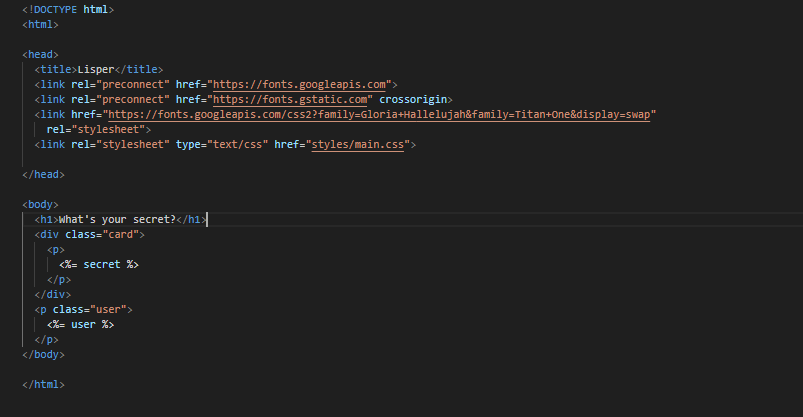 <!DOCTYPE html>
<html>
<head>
<title>Lisper</title>
<link rel="preconnect" href="https://fonts.googleapis.com">
<link rel="preconnect" href="https://fonts.gstatic.com" crossorigin>
<link href="https://fonts.googleapis.com/css2?family=Gloria+Hallelujah&family=Titan+One&display=swap"
rel="stylesheet">
<link rel="stylesheet" type="text/css" href="styles/main.css">
</head>
<body>
<h1>What's your secret?</h1>
<div class="card">
<p>
<%= secret %>
</p>
</div>
<p class="user">
<%= user %>
</p>
</body>
</html>